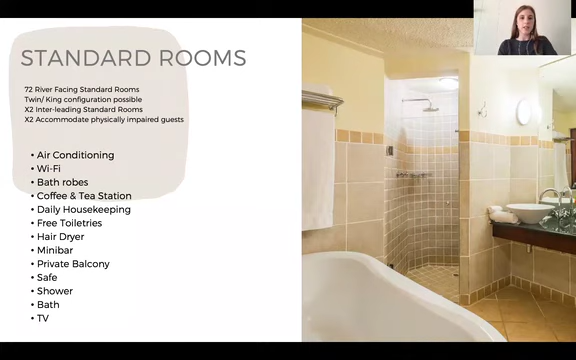 STANDARD ROOMS
72 River Facing Standard Rooms
Twin/ King configuration possible
X2 Inter-leading Standard Rooms
X2 Accommodate physically impaired guests
• Air Conditioning
• Wi-Fi
• Bath robes
• Coffee & Tea Station
• Daily Housekeeping
• Free Toiletries
• Hair Dryer
• Minibar
• Private Balcony
• Safe
• Shower
• Bath
• TV